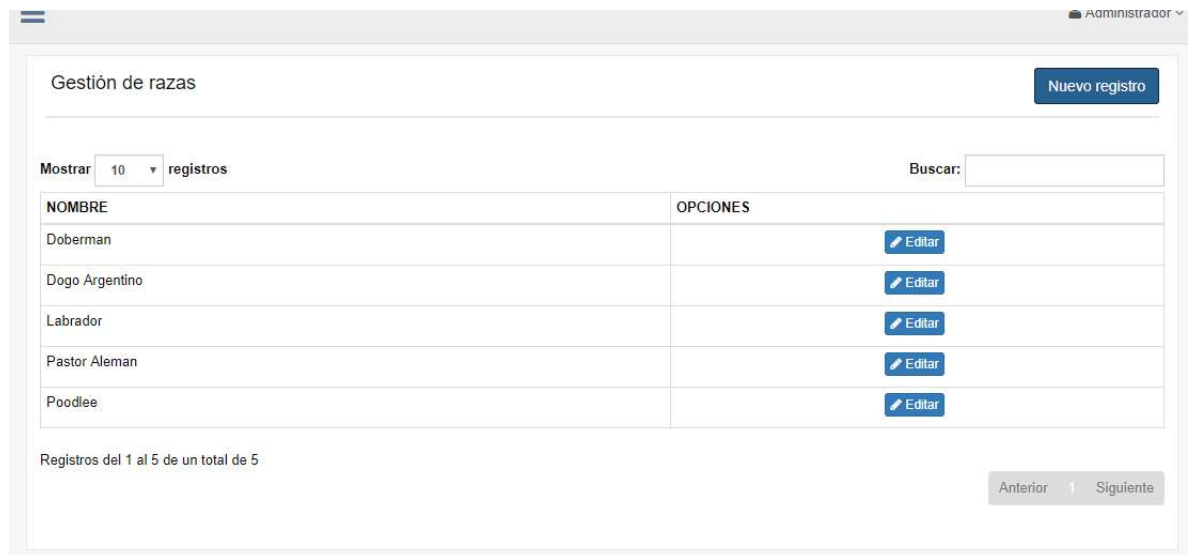 Administrador
Gestión de razas
Nuevo registro
Mostrar 10 registros
Buscar:
NOMBRE OPCIONES
Doberman Editar
Dogo Argentino Editar
Labrador Editar
Pastor Aleman Editar
Poodlee Editar
Registros del 1 al 5 de un total de 5
Anterior 1 Siguiente